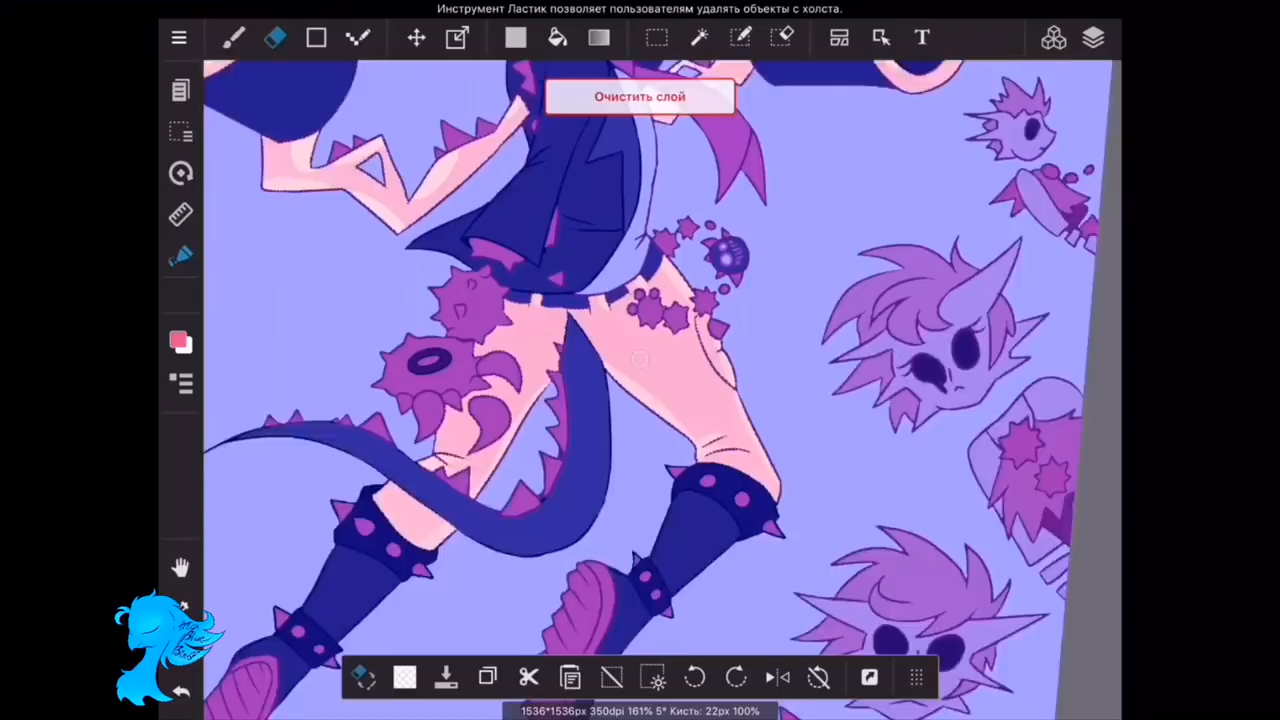 Инструмент Ластик позволяет пользователям удалять объекты с холста.
T
Очистить слой
1536*1536px 350dpi 161% 5° Кисть: 22px 100%